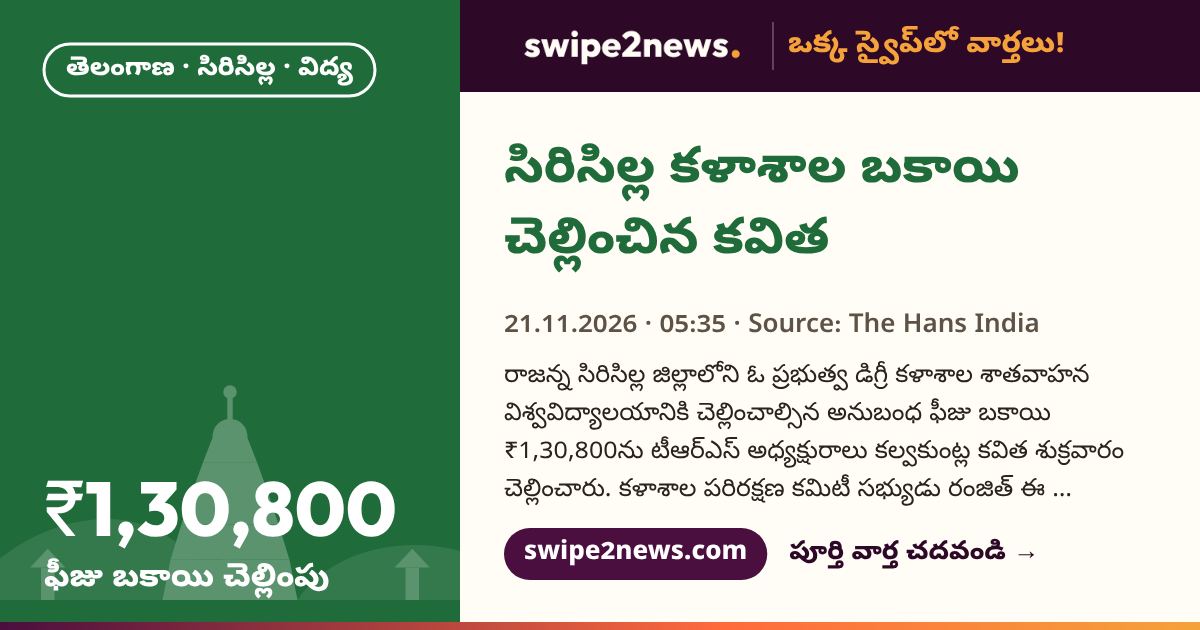 తెలంగాణ · సిరిసిల్ల · విద్య
₹1,30,800
ఫీజు బకాయి చెల్లింపు
swipe2news.
ఒక్క స్వైప్‌లో వార్తలు!
సిరిసిల్ల కళాశాల బకాయి
చెల్లించిన కవిత
21.11.2026 · 05:35 · Source: The Hans India
రాజన్న సిరిసిల్ల జిల్లాలోని ఓ ప్రభుత్వ డిగ్రీ కళాశాల శాతవాహన
విశ్వవిద్యాలయానికి చెల్లించాల్సిన అనుబంధ ఫీజు బకాయి
₹1,30,800ను టీఆర్ఎస్ అధ్యక్షురాలు కల్వకుంట్ల కవిత శుక్రవారం
చెల్లించారు. కళాశాల పరిరక్షణ కమిటీ సభ్యుడు రంజిత్ ఈ ...
swipe2news.com
పూర్తి వార్త చదవండి →